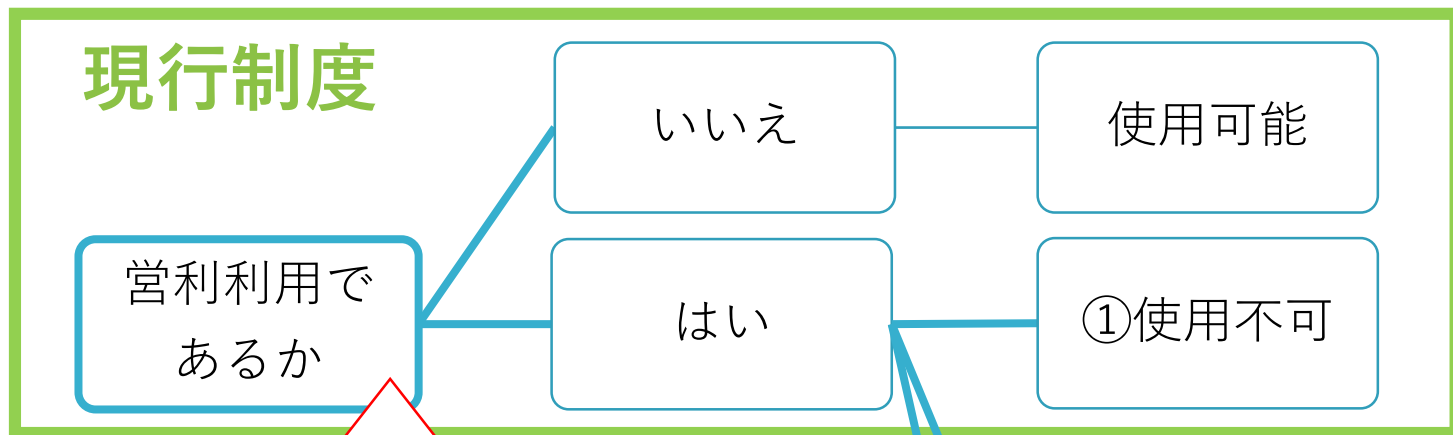 現行制度
いいえ
使用可能
営利利用で
あるか
はい
①使用不可